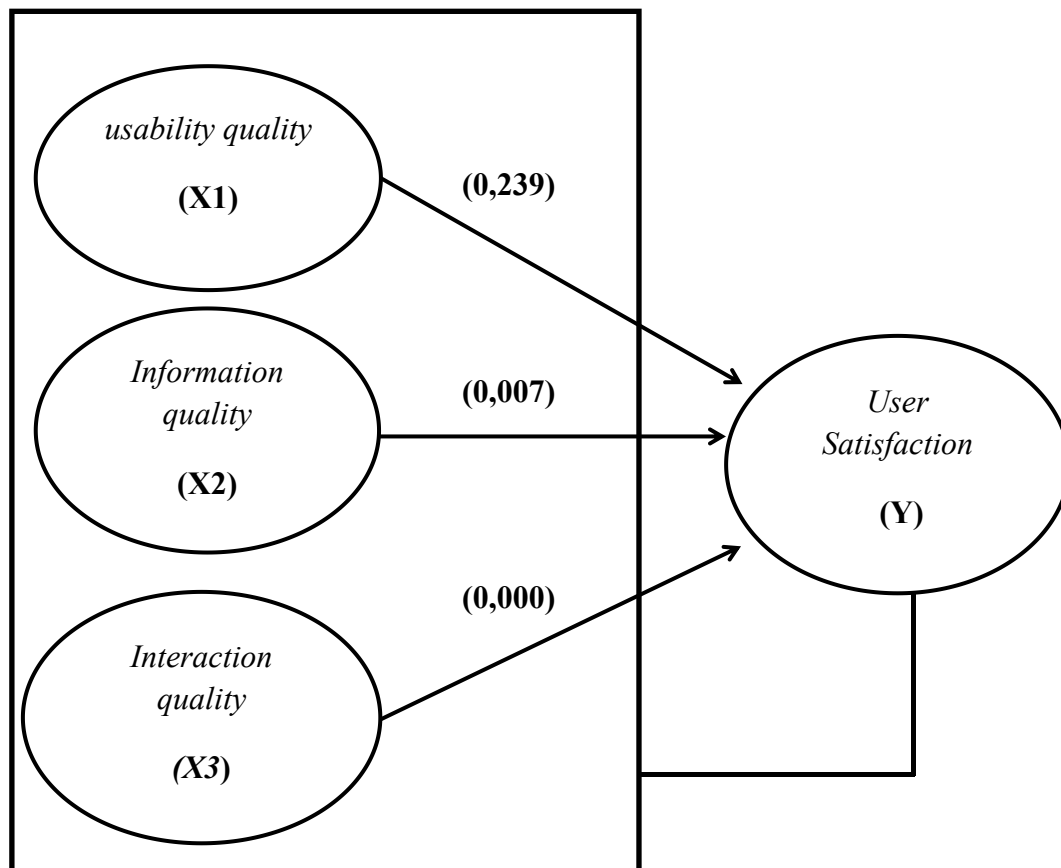 usability quality
(X1)
(0,239)
Information
quality
(X2)
(0,007)
User
Satisfaction
(Y)
(0,000)
Interaction
quality
(X3)